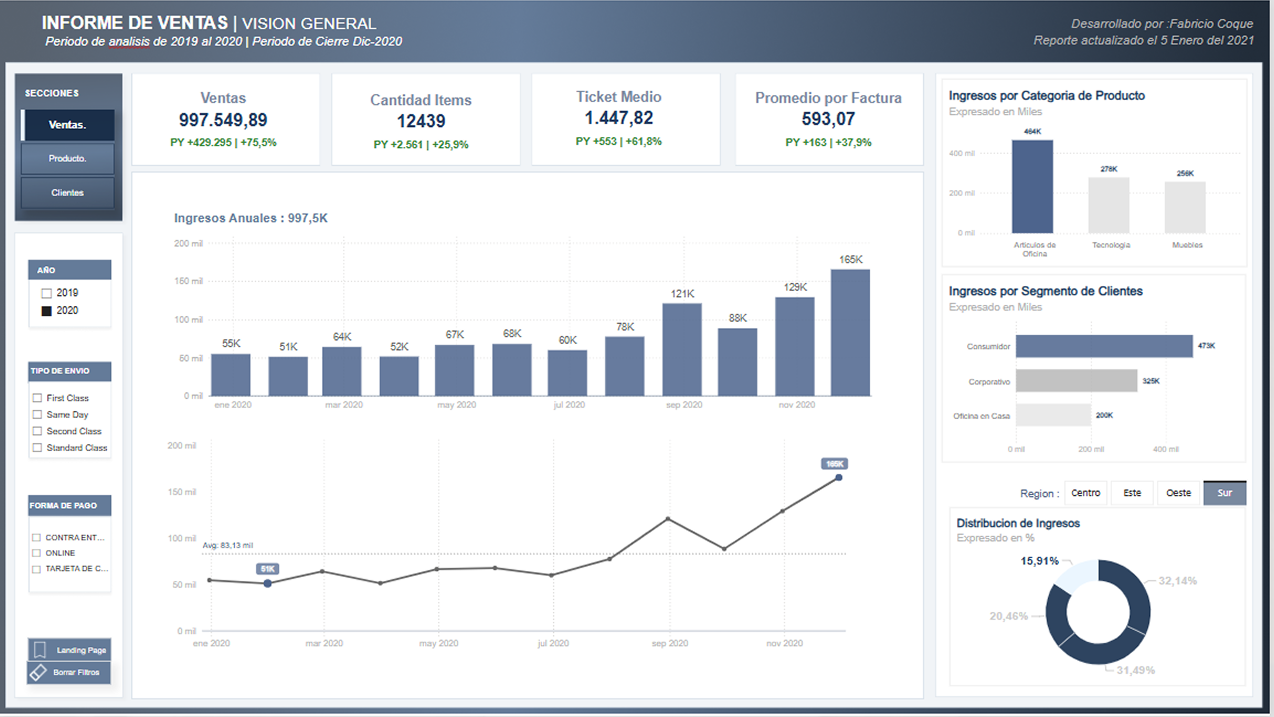 INFORME DE VENTAS | VISION GENERAL
Periodo de analisis de 2019 al 2020 | Periodo de Cierre Dic-2020
Desarrollado por :Fabricio Coque
Reporte actualizado el 5 Enero del 2021
SECCIONES
Ventas.
Producto.
Clientes
Ventas
997.549,89
PY +429.295 | +75,5%
Cantidad Items
12439
PY +2.561 | +25,9%
Ticket Medio
1.447,82
PY +553 | +61,8%
Promedio por Factura
593,07
PY +163 | +37,9%
AÑO
2019
2020
TIPO DE ENVIO
First Class
Same Day
Second Class
Standard Class
FORMA DE PAGO
CONTRA ENT...
ONLINE
TARJETA DE C...
Landing Page
Borrar Filtros
Ingresos Anuales : 997,5K
200 mil
150 mil
100 mil
50 mil
0 mil
55K
51K
64K
52K
67K
68K
60K
78K
121K
88K
129K
165K
ene 2020
mar 2020
may 2020
jul 2020
sep 2020
nov 2020
200 mil
150 mil
100 mil
50 mil
0 mil
Avg: 83,13 mil
51K
165K
ene 2020
mar 2020
may 2020
jul 2020
sep 2020
nov 2020
Ingresos por Categoria de Producto
Expresado en Miles
400 mil
200 mil
0 mil
464K
278K
256K
Articulos de
Oficina
Tecnologia
Muebles
Ingresos por Segmento de Clientes
Expresado en Miles
Consumidor
473K
Corporativo
325K
Oficina en Casa
200K
0 mil
200 mil
400 mil
Region :
Centro
Este
Oeste
Sur
Distribucion de Ingresos
Expresado en %
15,91%
32,14%
20,46%
31,49%